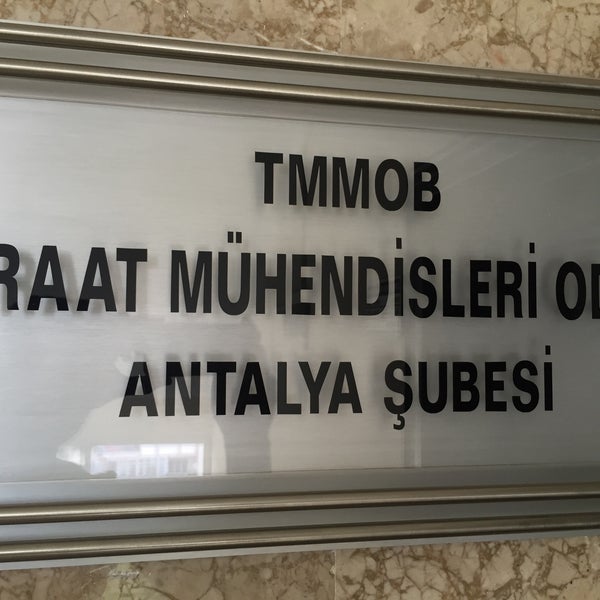 TMMOB
RAAT MÜHENDİSLERİ OD
ANTALYA ŞUBESİ